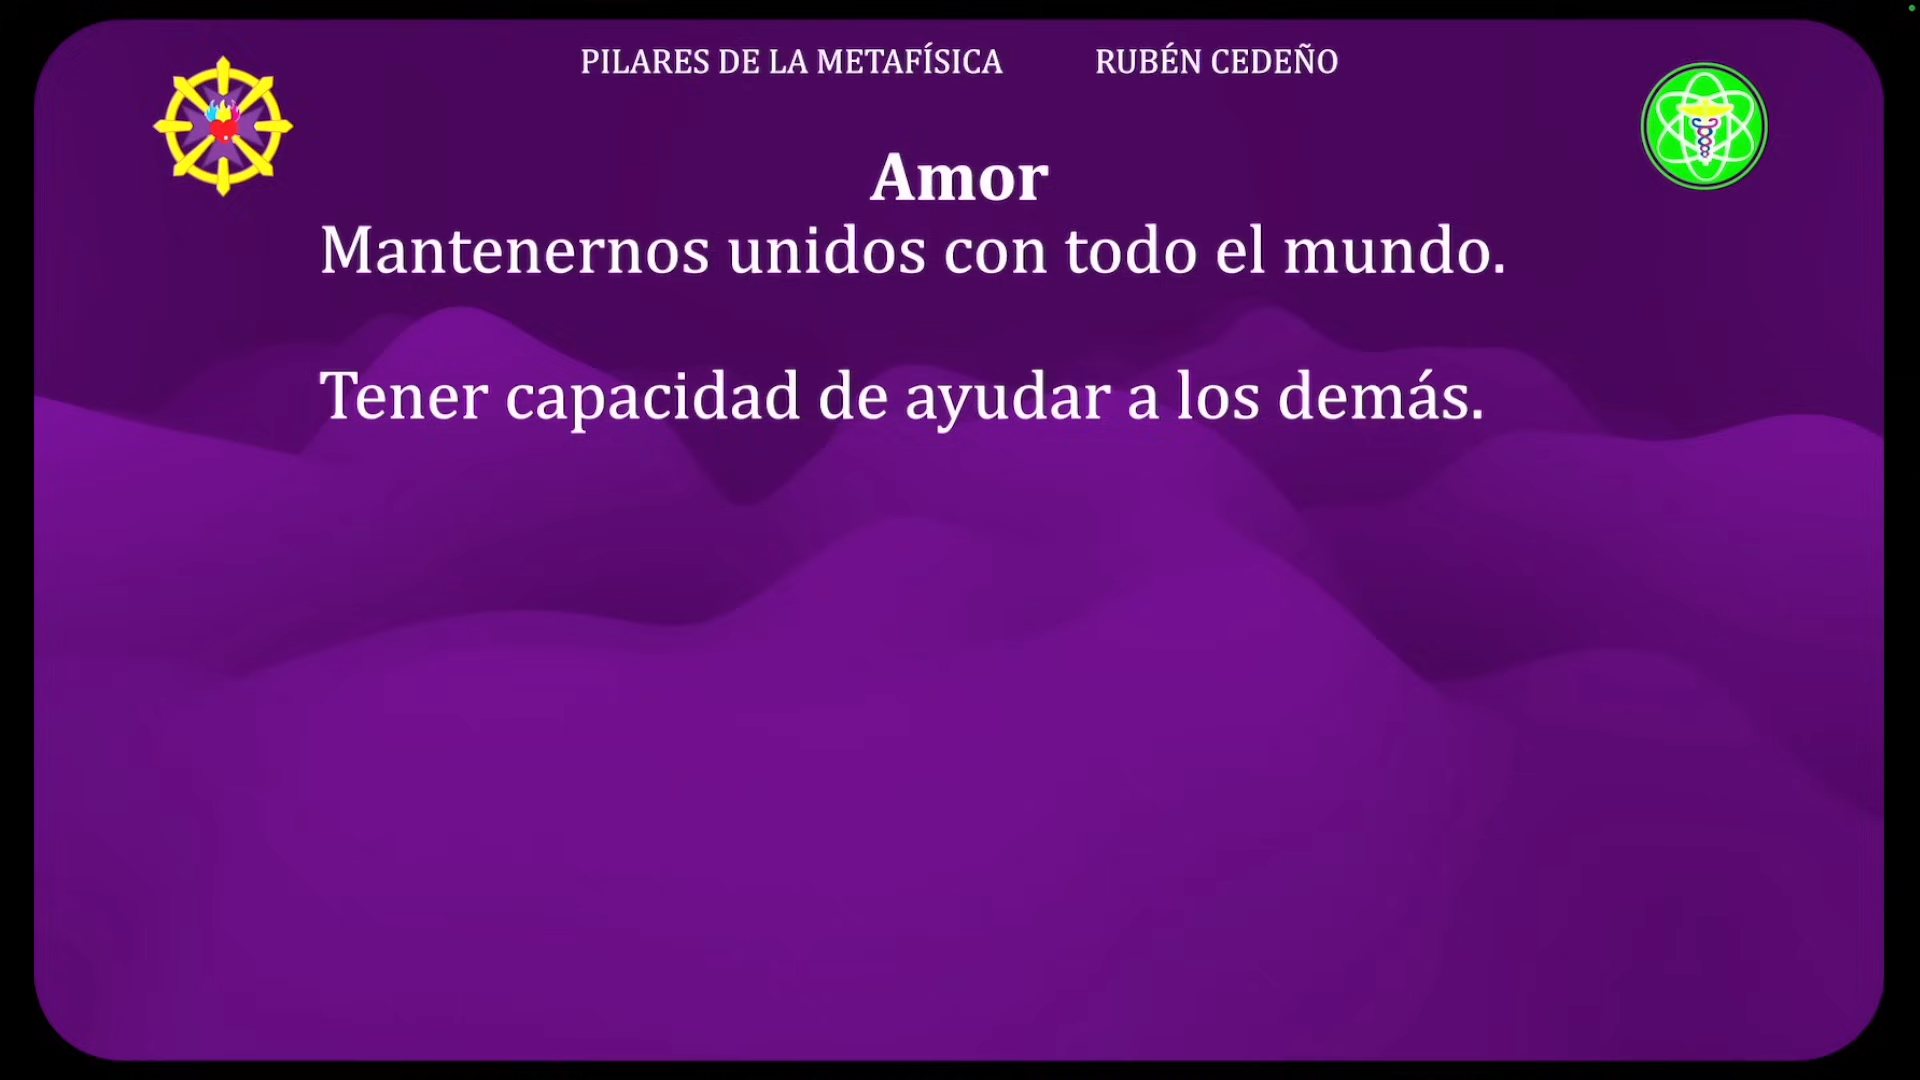 PILARES DE LA METAFÍSICA RUBÉN CEDEÑO
Amor
Mantenernos unidos con todo el mundo.
Tener capacidad de ayudar a los demás.